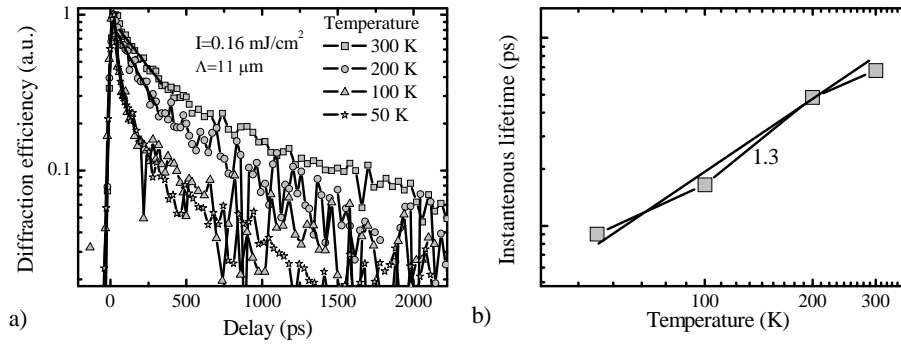 1
0.1
Diffraction efficiency (a.u.)
I=0.16 mJ/cm²
Λ=11 μm
Temperature
300 K
200 K
100 K
50 K
0 500 1000 1500 2000
Delay (ps)
a)
Instantenous lifetime (ps)
1.3
100 200 300
Temperature (K)
b)